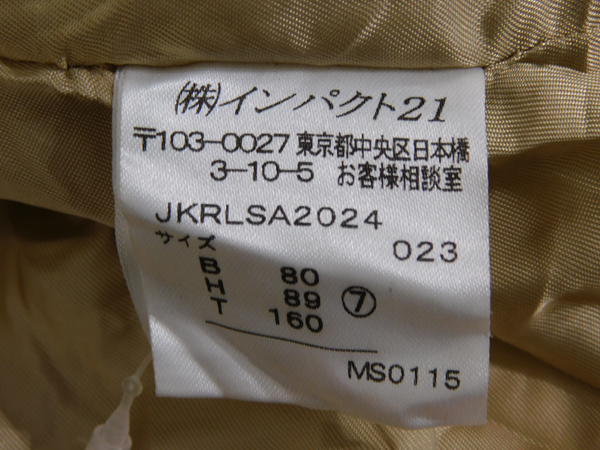 (株)インパクト21
〒103-0027 東京都中央区日本橋
3-10-5 お客様相談室
JKRLSA2024
023
サイズ
B 80
H 89 ⑦
T 160
MS0115